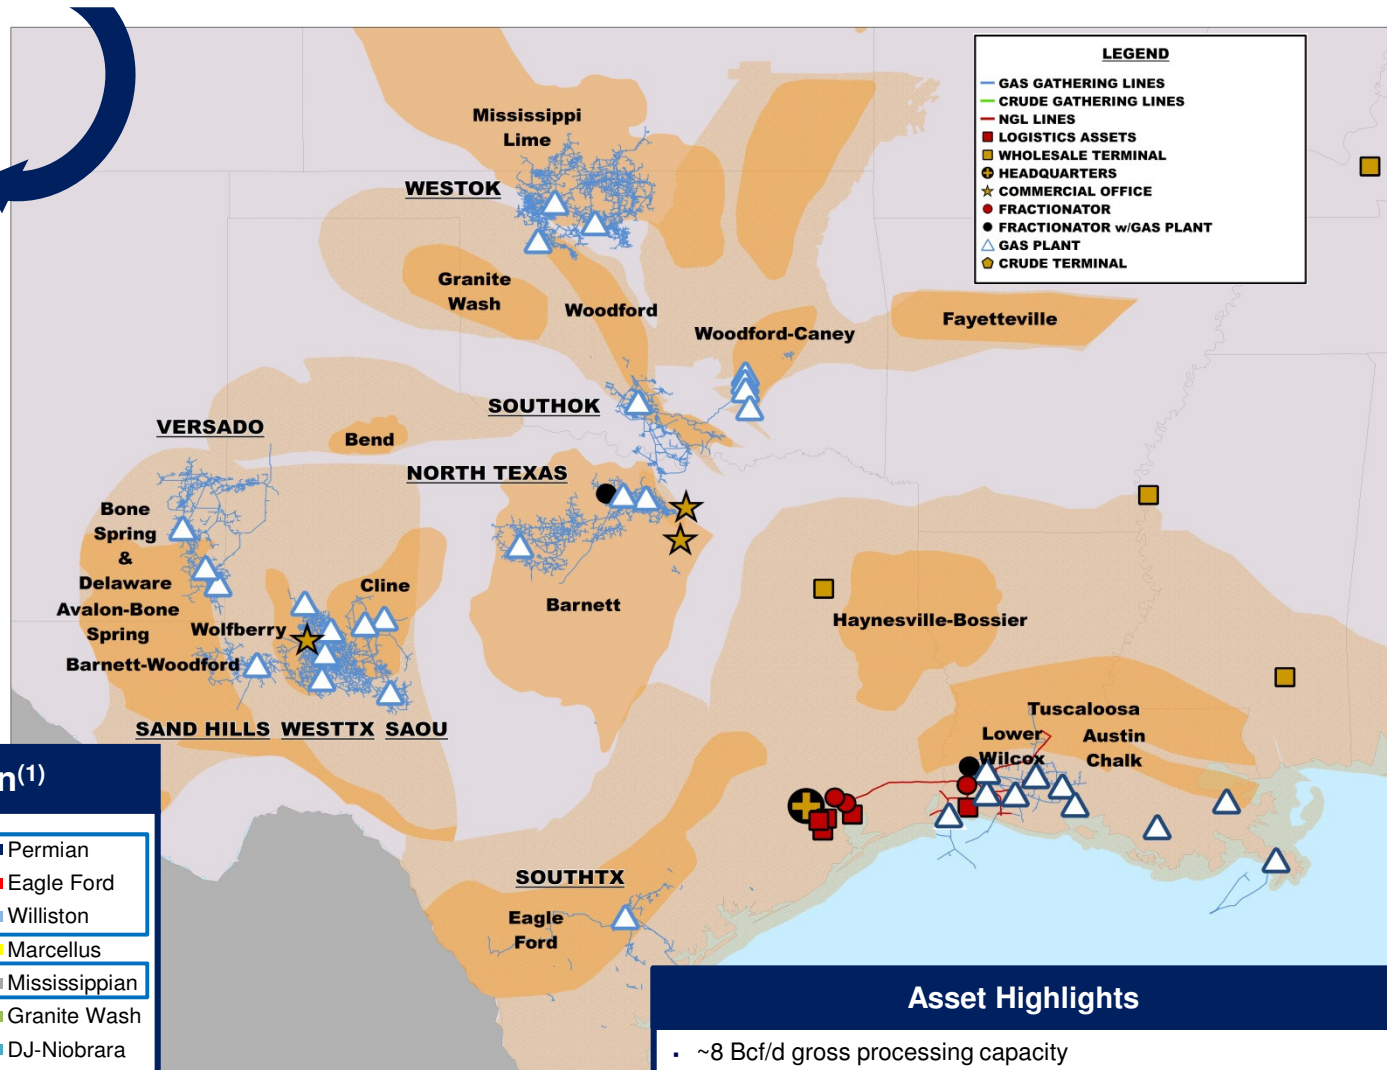 LEGEND
GAS GATHERING LINES
CRUDE GATHERING LINES
NGL LINES
LOGISTICS ASSETS
WHOLESALE TERMINAL
HEADQUARTERS
COMMERCIAL OFFICE
FRACTIONATOR
FRACTIONATOR w/GAS PLANT
GAS PLANT
CRUDE TERMINAL
Mississippi
Lime
WESTOK
Granite
Wash
Woodford
Woodford-Caney
Fayetteville
SOUTHOK
VERSADO
Bend
NORTH TEXAS
Bone
Spring
&
Delaware
Avalon-Bone
Spring
Cline
Wolfberry
Barnett-Woodford
Barnett
Haynesville-Bossier
SAND HILLS
WESTTX
SAOU
Tuscaloosa
Lower
Wilcox
Austin
Chalk
SOUTHTX
Eagle
Ford
n(1)
Permian
Eagle Ford
Williston
Marcellus
Mississippian
Granite Wash
DJ-Niobrara
Asset Highlights
▪ ~8 Bcf/d gross processing capacity